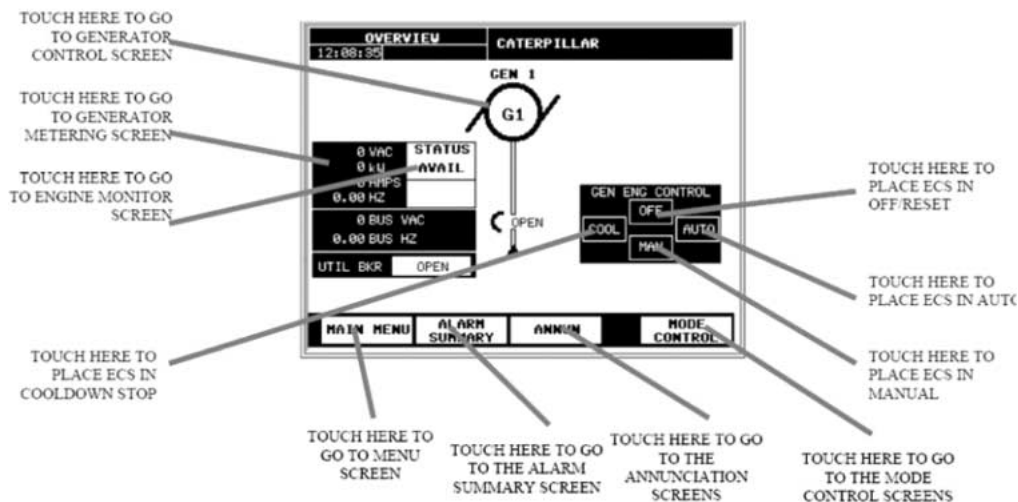 TOUCH HERE TO GO
TO GENERATOR
CONTROL SCREEN
TOUCH HERE TO GO
TO GENERATOR
METERING SCREEN
TOUCH HERE TO GO
TO ENGINE MONITOR
SCREEN
TOUCH HERE TO
PLACE ECS IN
COOLDOWN STOP
OVERVIEW
12:08:35
CATERPILLAR
GEN 1
G1
0 VAC
0 kW
0 AMPS
0.00 HZ
STATUS
AVAIL
0 BUS VAC
0.00 BUS HZ
UTIL BKR OPEN
OPEN
GEN ENG CONTROL
OFF
COOL
AUTO
MAN
MAIN MENU
ALARM
SUMMARY
ANNUN
MODE
CONTROL
TOUCH HERE TO
PLACE ECS IN
OFF/RESET
TOUCH HERE TO
PLACE ECS IN AUTO
TOUCH HERE TO
PLACE ECS IN
MANUAL
TOUCH HERE TO
GO TO MENU
SCREEN
TOUCH HERE TO GO
TO THE ALARM
SUMMARY SCREEN
TOUCH HERE TO GO
TO THE
ANNUNCIATION
SCREENS
TOUCH HERE TO GO
TO THE MODE
CONTROL SCREENS